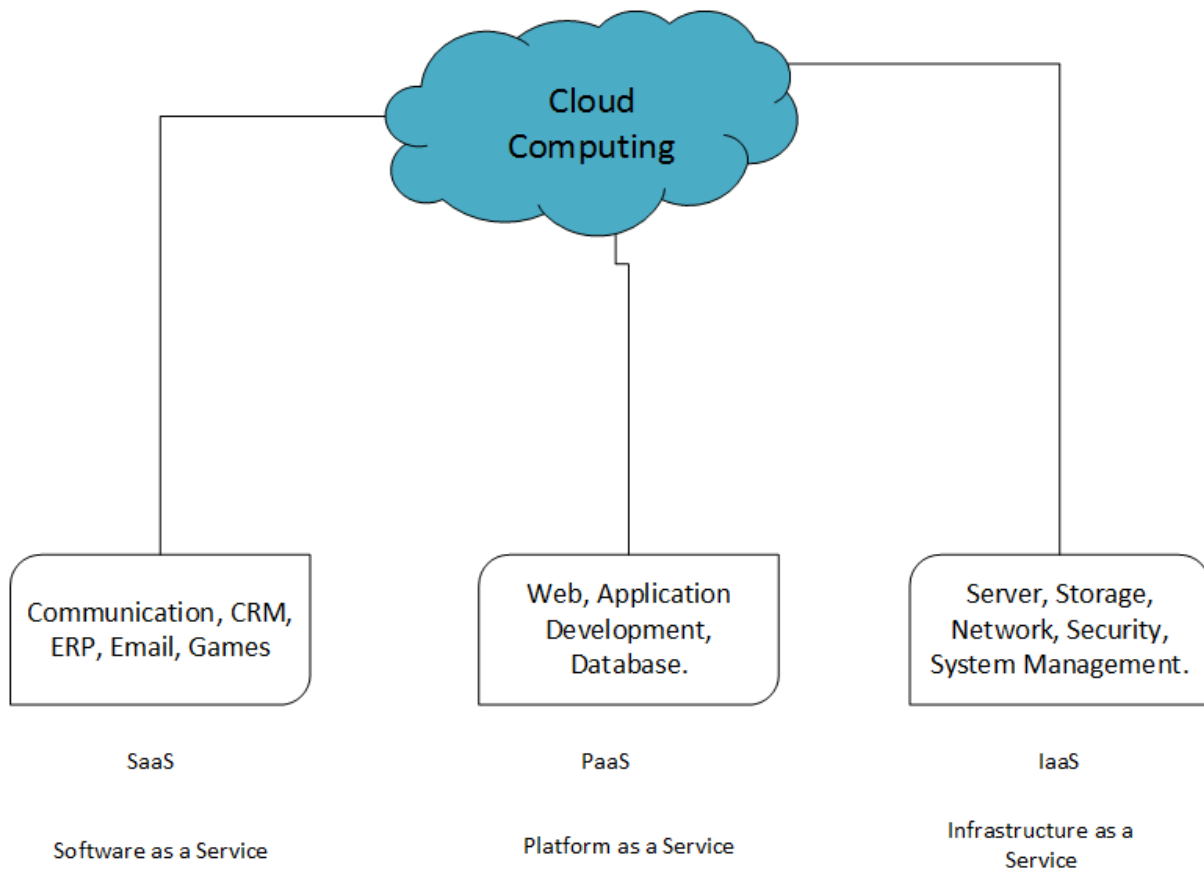 Cloud
Computing
Communication, CRM,
ERP, Email, Games
Web, Application
Development,
Database.
Server, Storage,
Network, Security,
System Management.
SaaS
PaaS
IaaS
Software as a Service
Platform as a Service
Infrastructure as a
Service